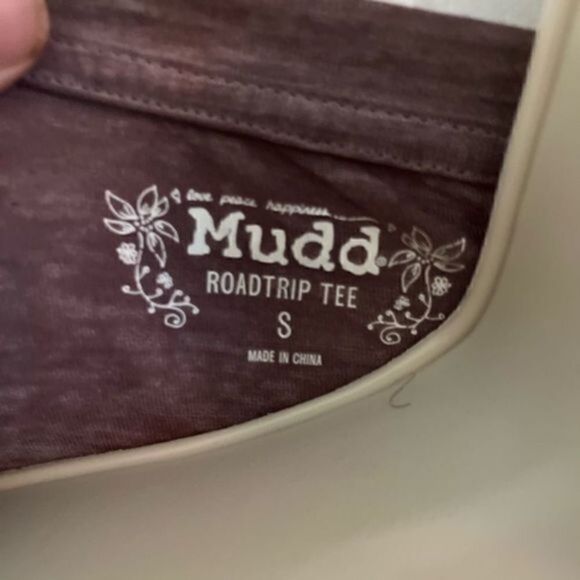 love peace happiness
Mudd®
ROADTRIP TEE
S
MADE IN CHINA